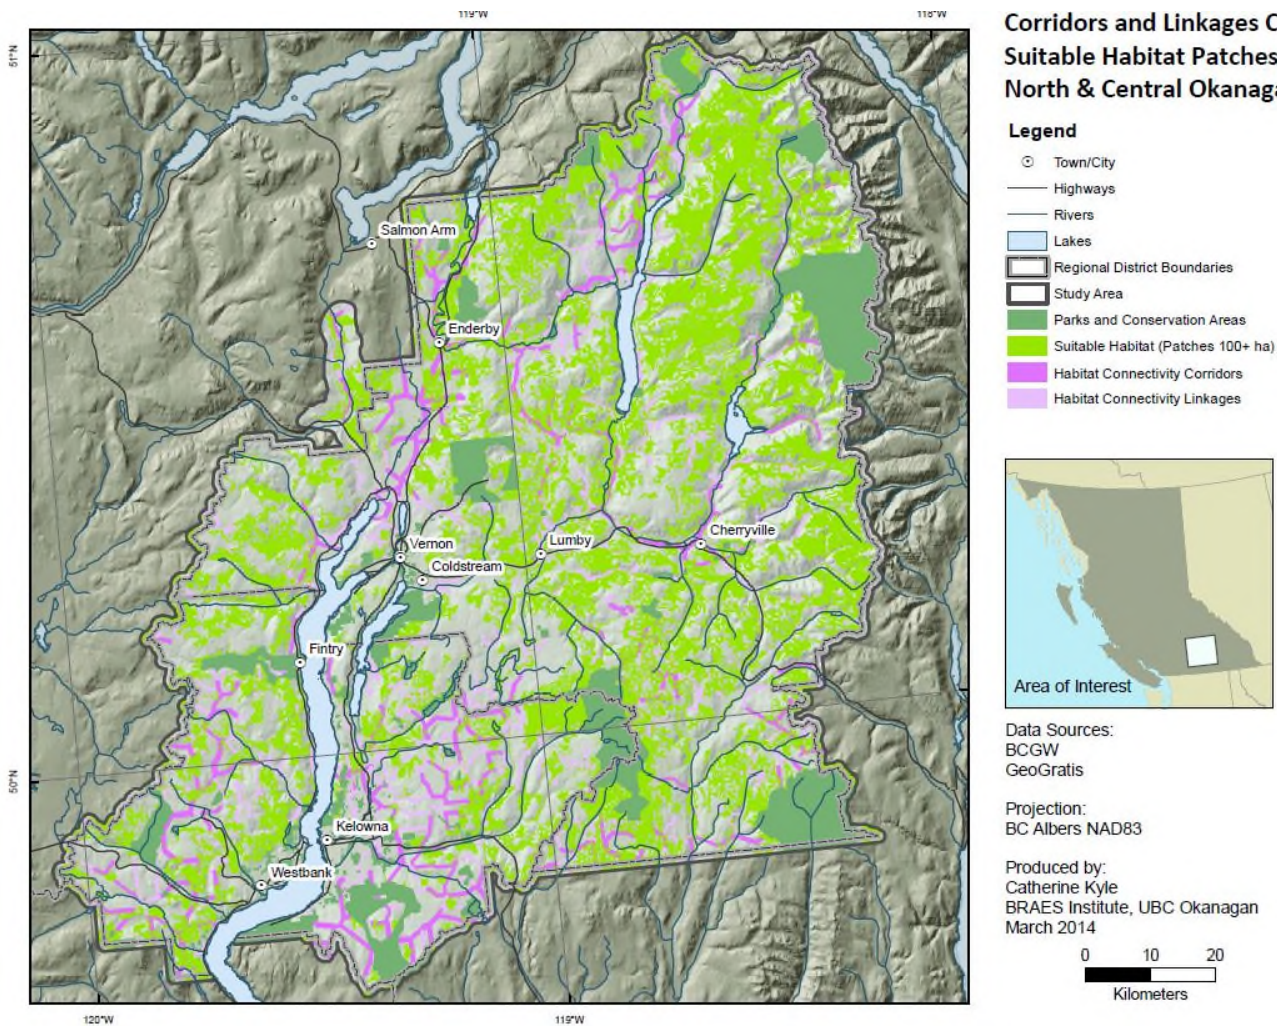 119°W
118°W
51°N
Salmon Arm
Enderby
Vernon
Lumby
Cherryville
Coldstream
Fintry
50°N
Kelowna
Westbank
120°W
119°W
Corridors and Linkages C
Suitable Habitat Patches
North & Central Okanaga
Legend
Town/City
Highways
Rivers
Lakes
Regional District Boundaries
Study Area
Parks and Conservation Areas
Suitable Habitat (Patches 100+ ha)
Habitat Connectivity Corridors
Habitat Connectivity Linkages
Area of Interest
Data Sources:
BCGW
GeoGratis
Projection:
BC Albers NAD83
Produced by:
Catherine Kyle
BRAES Institute, UBC Okanagan
March 2014
0 10 20
Kilometers